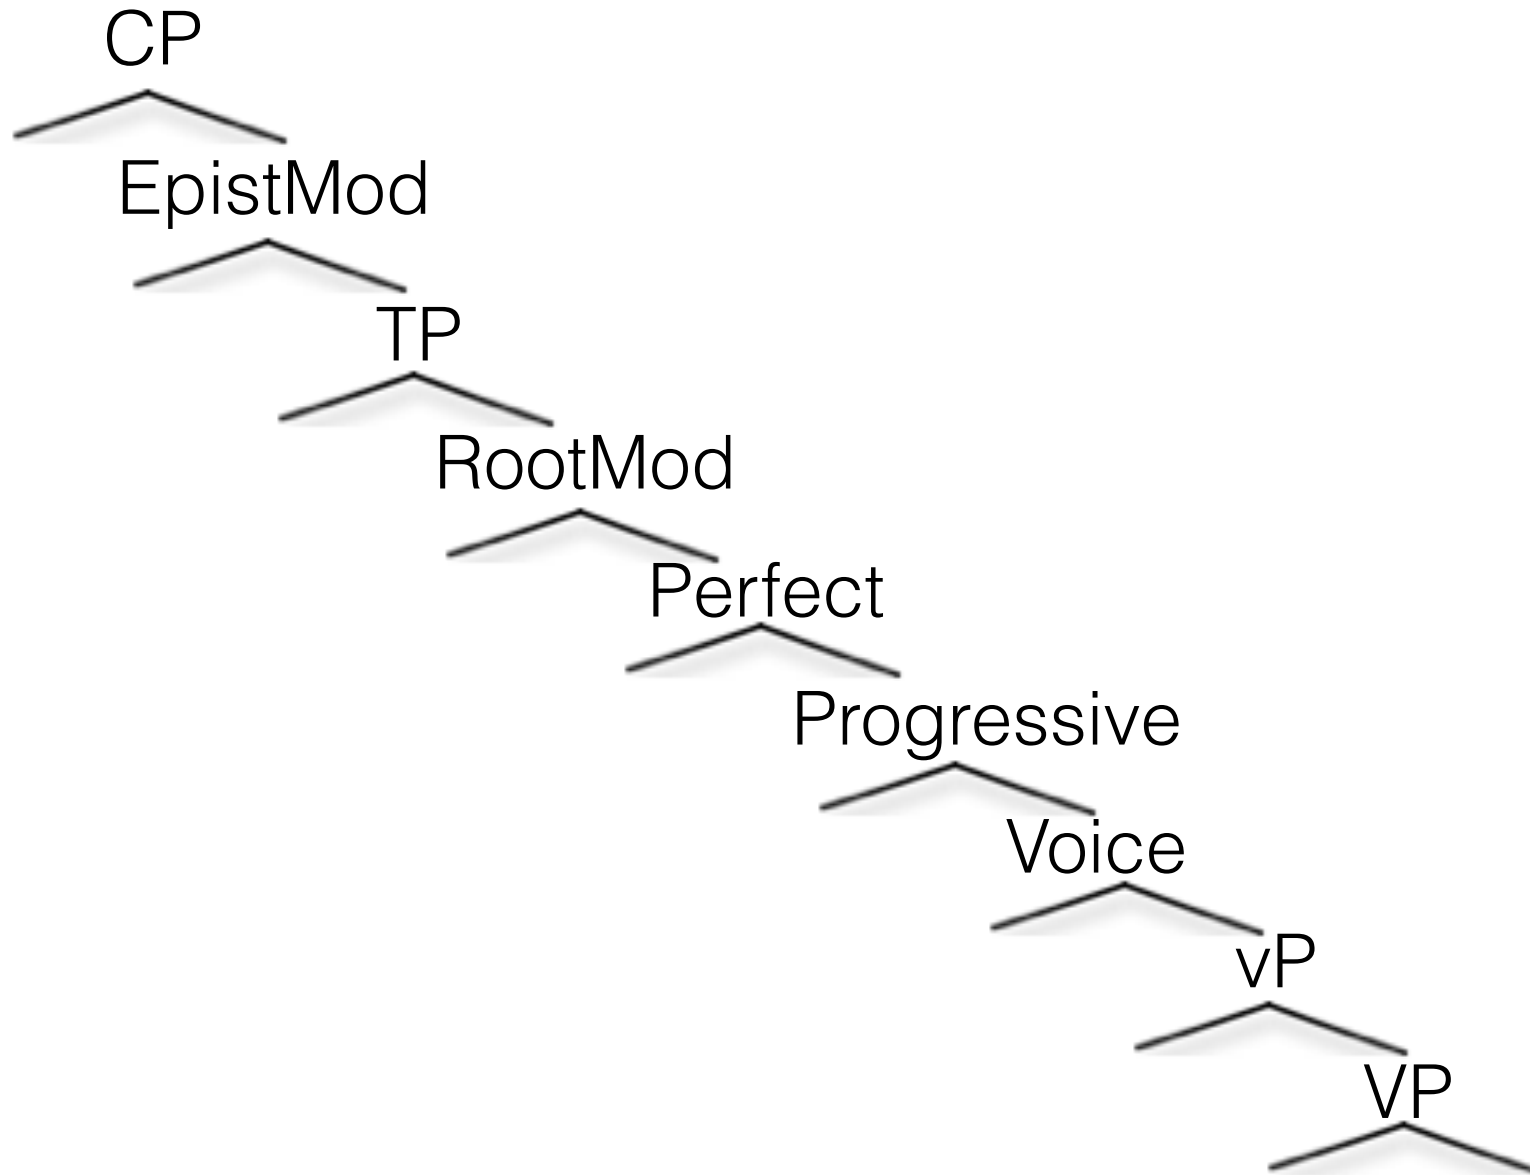 CP
EpistMod
TP
RootMod
Perfect
Progressive
Voice
vP
VP